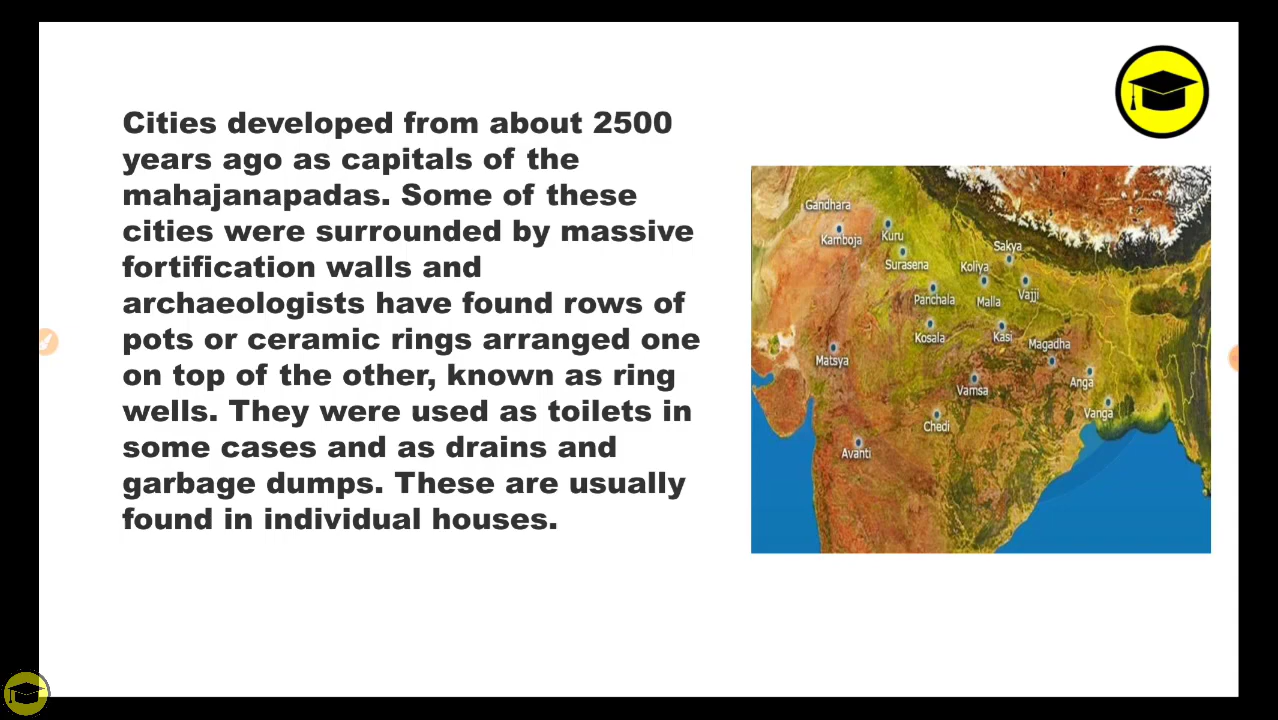 Cities developed from about 2500
years ago as capitals of the
mahajanapadas. Some of these
cities were surrounded by massive
fortification walls and
archaeologists have found rows of
pots or ceramic rings arranged one
on top of the other, known as ring
wells. They were used as toilets in
some cases and as drains and
garbage dumps. These are usually
found in individual houses.
Gandhara
Kamboja
Kuru
Surasena
Sakya
Koliya
Panchala
Malla
Vajji
Kosala
Kasi
Magadha
Matsya
Vamsa
Anga
Chedi
Vanga
Avanti